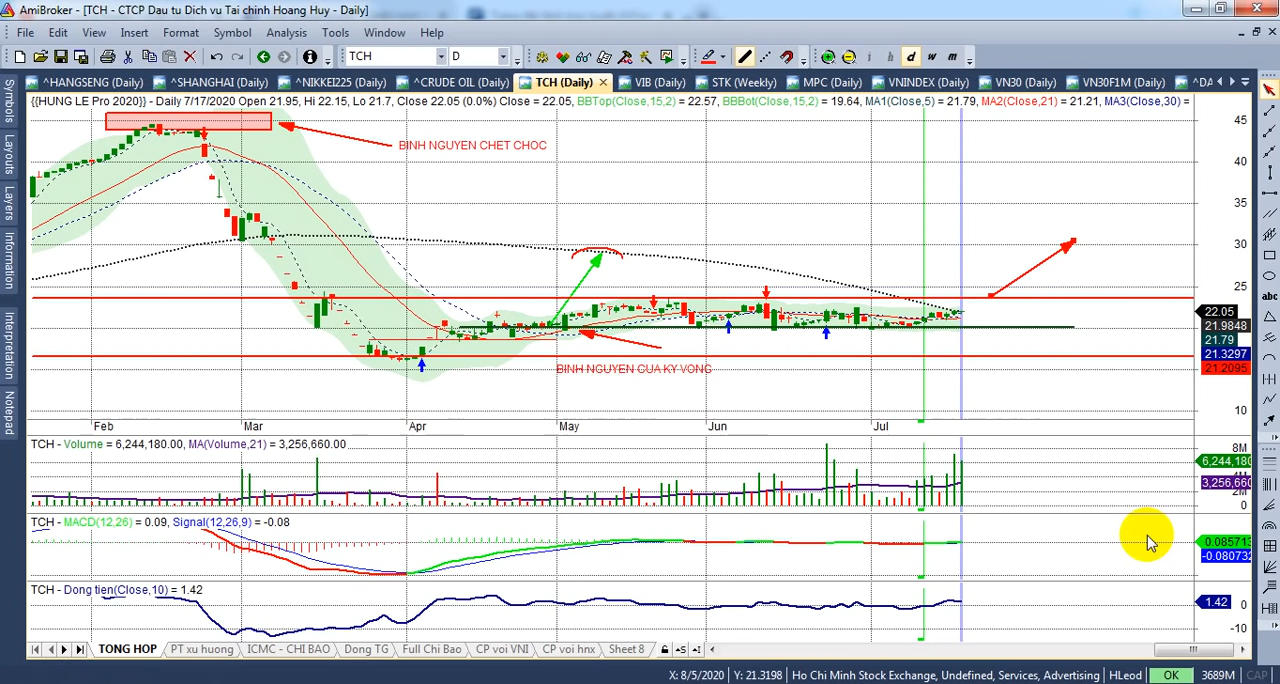 AmiBroker - [TCH - CTCP Dau tu Dich vu Tai chinh Hoang Huy - Daily]
File Edit View Insert Format Symbol Analysis Tools Window Help
TCH D i h d w m
^HANGSENG (Daily) ^SHANGHAI (Daily) ^NIKKEI225 (Daily) ^CRUDE OIL (Daily) TCH (Daily) VIB (Daily) STK (Weekly) MPC (Daily) VNINDEX (Daily) VN30 (Daily) VN30F1M (Daily) ^DA
{{HUNG LE Pro 2020}} - Daily 7/17/2020 Open 21.95, Hi 22.15, Lo 21.7, Close 22.05 (0.0%) Close = 22.05, BBTop(Close,15,2) = 22.57, BBBot(Close,15,2) = 19.64, MA1(Close,5) = 21.79, MA2(Close,21) = 21.21, MA3(Close,30) =
Symbols
Layouts
Layers
Information
Interpretation
Notepad
BINH NGUYEN CHET CHOC
BINH NGUYEN CUA KY VONG
45
40
35
30
25
22.05
21.9848
21.79
21.3297
21.2095
10
Feb Mar Apr May Jun Jul
TCH - Volume = 6,244,180.00, MA(Volume,21) = 3,256,660.00
8M
6,244,180
3,256,660
2M
0
TCH - MACD(12,26) = 0.09, Signal(12,26,9) = -0.08
0.085713
-0.080732
TCH - Dong tien(Close,10) = 1.42
1.42 0
-10
TONG HOP PT xu huong ICMC - CHI BAO Dong TG Full Chi Bao CP voi VNI CP voi hnx Sheet 8
X: 8/5/2020 Y: 21.3198 Ho Chi Minh Stock Exchange, Undefined, Services, Advertising HLeod OK 3689M CAP
abc